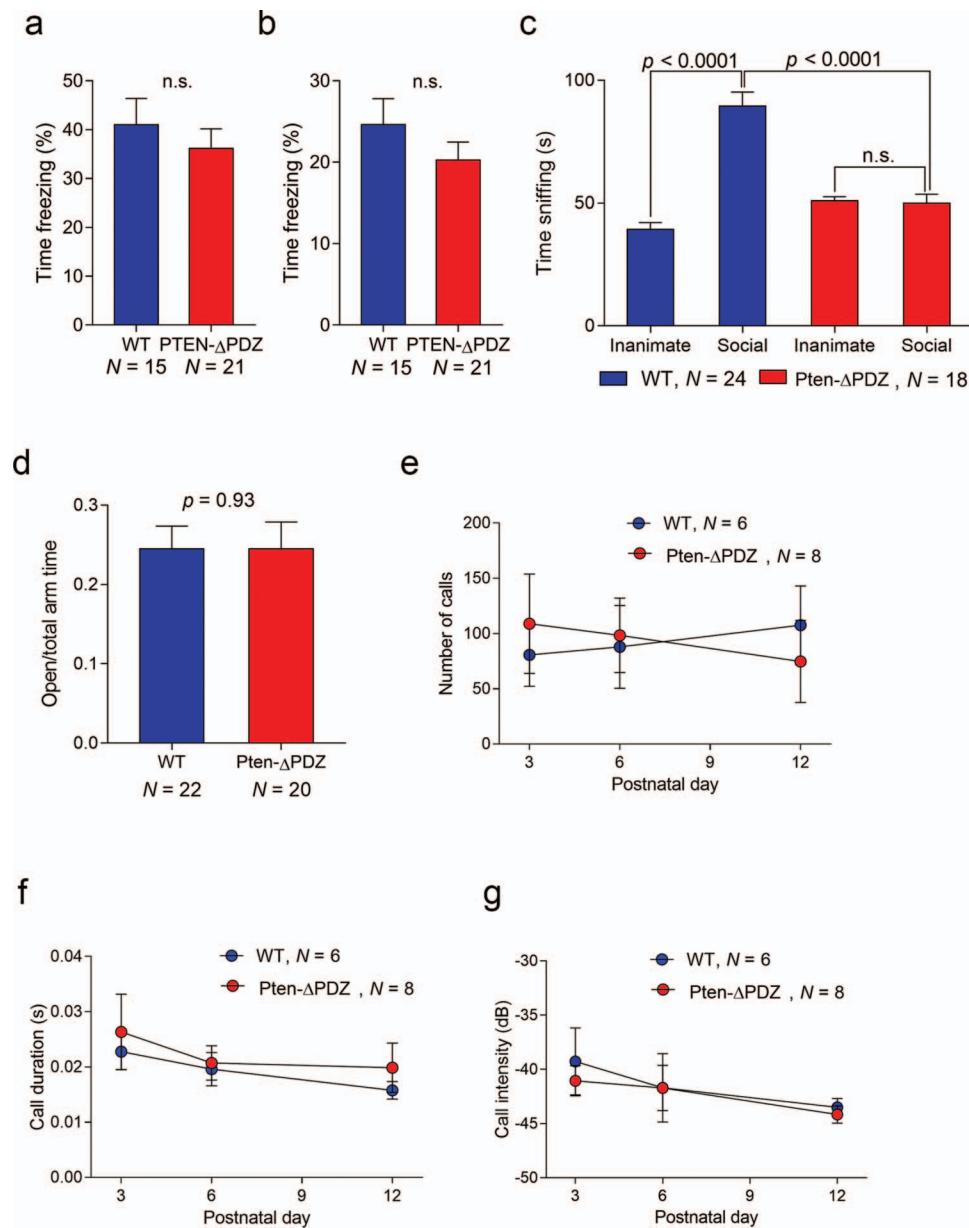 a
n.s.
50
40
30
20
10
0
Time freezing (%)
WT PTEN-ΔPDZ
N = 15 N = 21
b
n.s.
30
20
10
0
Time freezing (%)
WT PTEN-ΔPDZ
N = 15 N = 21
c
p < 0.0001 p < 0.0001
n.s.
100
50
0
Time sniffing (s)
Inanimate Social Inanimate Social
WT, N = 24 Pten-ΔPDZ , N = 18
d
p = 0.93
0.3
0.2
0.1
0.0
Open/total arm time
WT Pten-ΔPDZ
N = 22 N = 20
e
WT, N = 6
Pten-ΔPDZ , N = 8
200
150
100
50
0
Number of calls
3 6 9 12
Postnatal day
f
WT, N = 6
Pten-ΔPDZ , N = 8
0.04
0.03
0.02
0.01
0.00
Call duration (s)
3 6 9 12
Postnatal day
g
WT, N = 6
Pten-ΔPDZ , N = 8
-30
-35
-40
-45
-50
Call intensity (dB)
3 6 9 12
Postnatal day